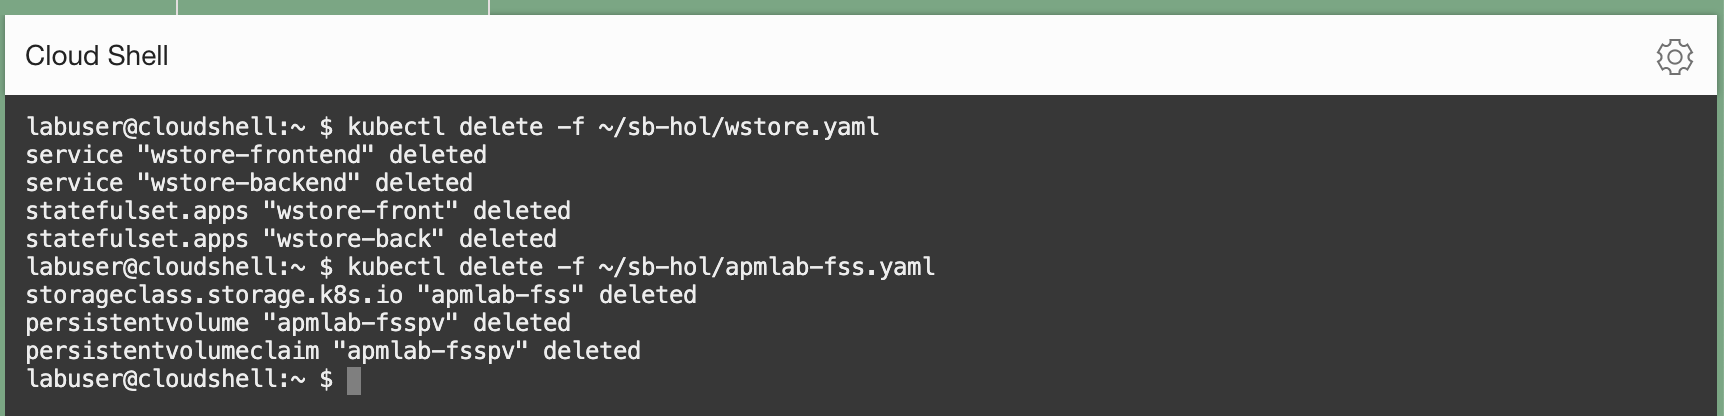 Cloud Shell
labuser@cloudshell:~ $ kubectl delete -f ~/sb-hol/wstore.yaml
service "wstore-frontend" deleted
service "wstore-backend" deleted
statefulset.apps "wstore-front" deleted
statefulset.apps "wstore-back" deleted
labuser@cloudshell:~ $ kubectl delete -f ~/sb-hol/apmlab-fss.yaml
storageclass.storage.k8s.io "apmlab-fss" deleted
persistentvolume "apmlab-fsspv" deleted
persistentvolumeclaim "apmlab-fsspv" deleted
labuser@cloudshell:~ $